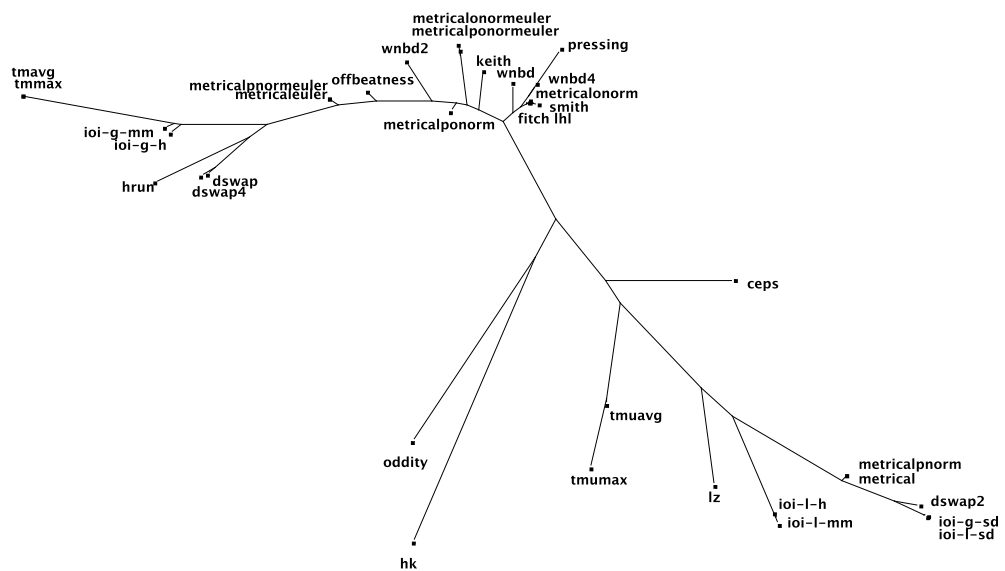 metricalonormeuler
metricalponormeuler
pressing
wnbd2
keith
wnbd
tmavg
tmmax
offbeatness
wnbd4
metricalpnormeuler
metricaleuler
metricalonorm
smith
metricalponorm
fitch lhl
ioi-g-mm
ioi-g-h
hrun
dswap
dswap4
ceps
tmuavg
oddity
metricalpnorm
metrical
tmumax
lz
ioi-l-h
dswap2
ioi-l-mm
ioi-g-sd
ioi-l-sd
hk